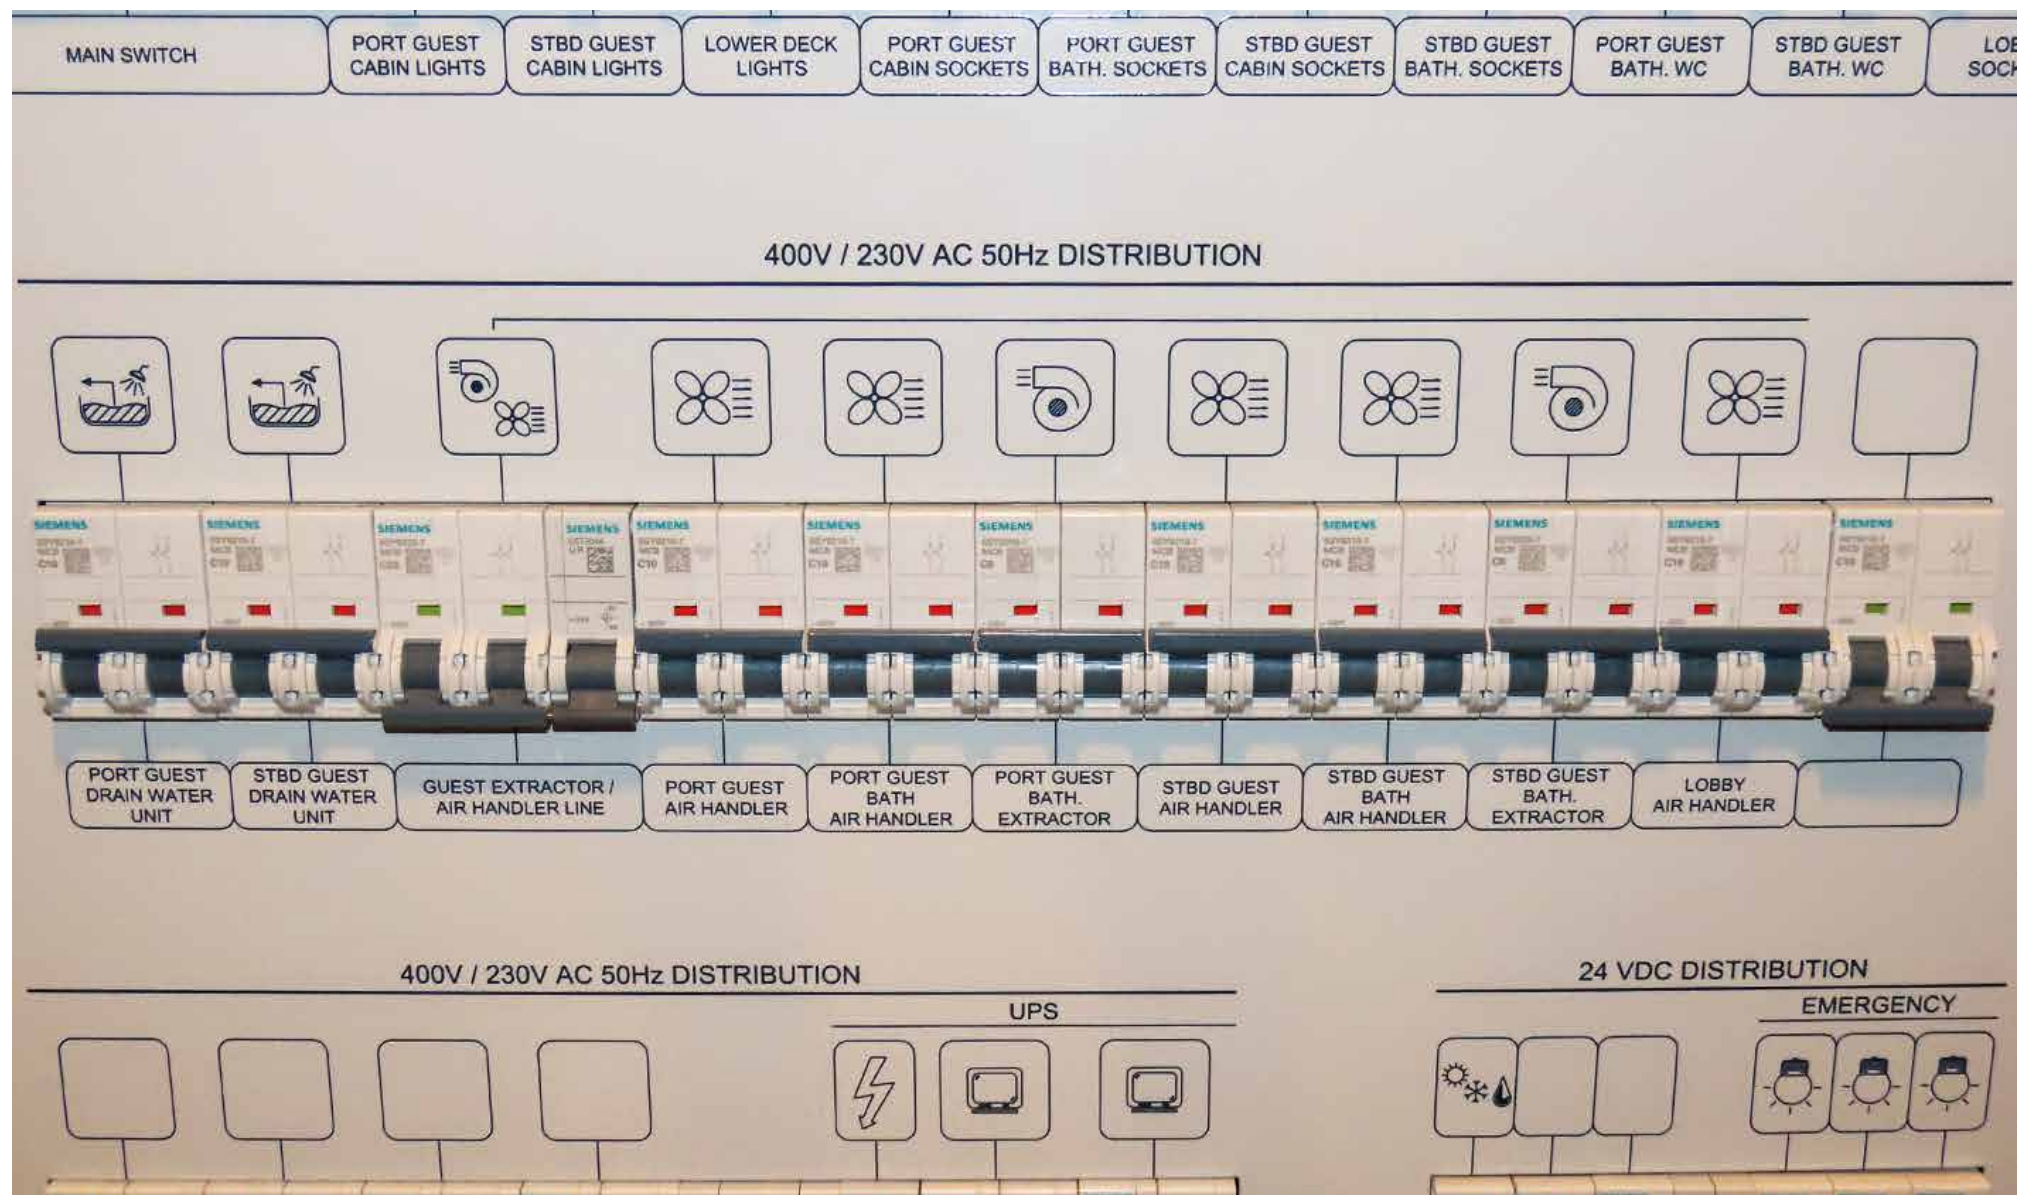 MAIN SWITCH
PORT GUEST
CABIN LIGHTS
STBD GUEST
CABIN LIGHTS
LOWER DECK
LIGHTS
PORT GUEST
CABIN SOCKETS
PORT GUEST
BATH. SOCKETS
STBD GUEST
CABIN SOCKETS
STBD GUEST
BATH. SOCKETS
PORT GUEST
BATH. WC
STBD GUEST
BATH. WC
LOB
SOCK
400V / 230V AC 50Hz DISTRIBUTION
SIEMENS
SIEMENS
SIEMENS
SIEMENS
SIEMENS
SIEMENS
SIEMENS
SIEMENS
SIEMENS
SIEMENS
SIEMENS
SIEMENS
PORT GUEST
DRAIN WATER
UNIT
STBD GUEST
DRAIN WATER
UNIT
GUEST EXTRACTOR /
AIR HANDLER LINE
PORT GUEST
AIR HANDLER
PORT GUEST
BATH
AIR HANDLER
PORT GUEST
BATH.
EXTRACTOR
STBD GUEST
AIR HANDLER
STBD GUEST
BATH
AIR HANDLER
STBD GUEST
BATH.
EXTRACTOR
LOBBY
AIR HANDLER
400V / 230V AC 50Hz DISTRIBUTION
UPS
24 VDC DISTRIBUTION
EMERGENCY